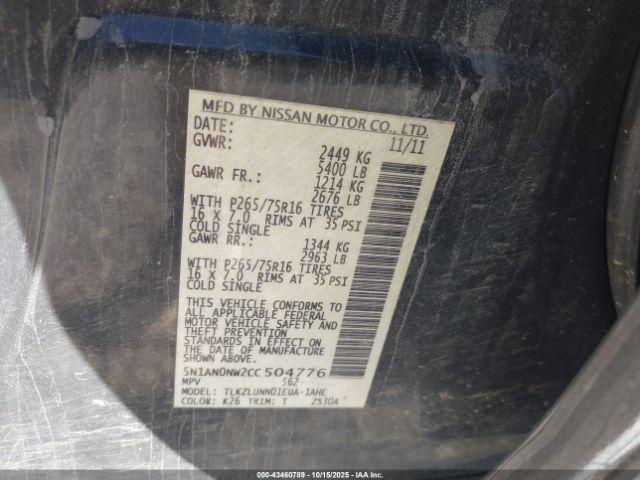 MFD BY NISSAN MOTOR CO., LTD.
DATE: 11/11
GVWR: 2449 KG
5400 LB
GAWR FR.: 1214 KG
2676 LB
WITH P265/75R16 TIRES
16 X 7.0 RIMS AT 35 PSI
COLD SINGLE
GAWR RR.: 1344 KG
2963 LB
WITH P265/75R16 TIRES
16 X 7.0 RIMS AT 35 PSI
COLD SINGLE
THIS VEHICLE CONFORMS TO
ALL APPLICABLE FEDERAL
MOTOR VEHICLE SAFETY AND
THEFT PREVENTION
STANDARDS IN EFFECT ON
THE DATE OF MANUFACTURE
SHOWN ABOVE.
5N1AN0NW2CC504776
MPV 562
MODEL: TLKZLUNN01EUA-IAHE
COLOR: K26 TRIM: T 2530A
000-43460789 - 10/15/2025 - IAA Inc.